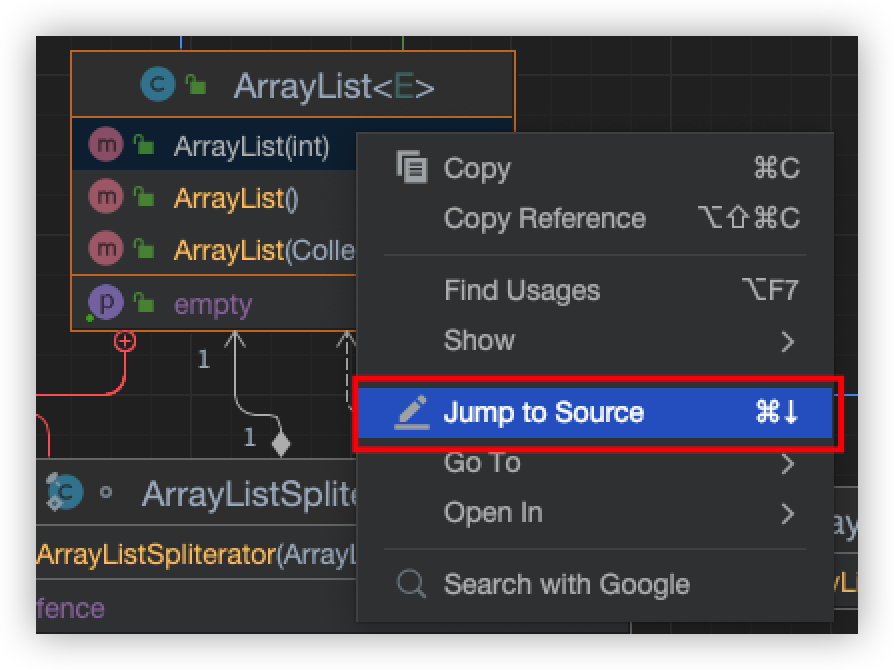 C ArrayList<E>
m ArrayList(int)
m ArrayList()
m ArrayList(Colle
p empty
Copy ⌘C
Copy Reference ⌥⇧⌘C
Find Usages ⌥F7
Show
Jump to Source ⌘↓
Go To
Open In
Search with Google
1
1
C ArrayListSplite
ArrayListSpliterator(ArrayL
fence
ay
yLi